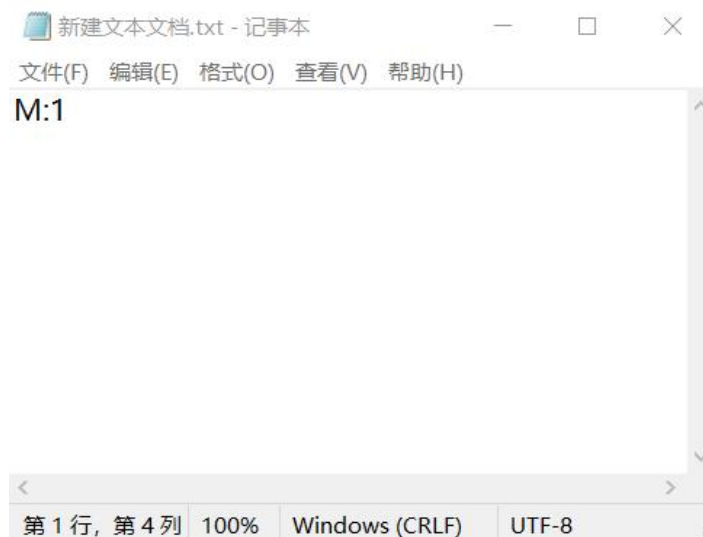 新建文本文档.txt - 记事本
文件(F) 编辑(E) 格式(O) 查看(V) 帮助(H)
M:1
第 1 行，第 4 列 100% Windows (CRLF) UTF-8